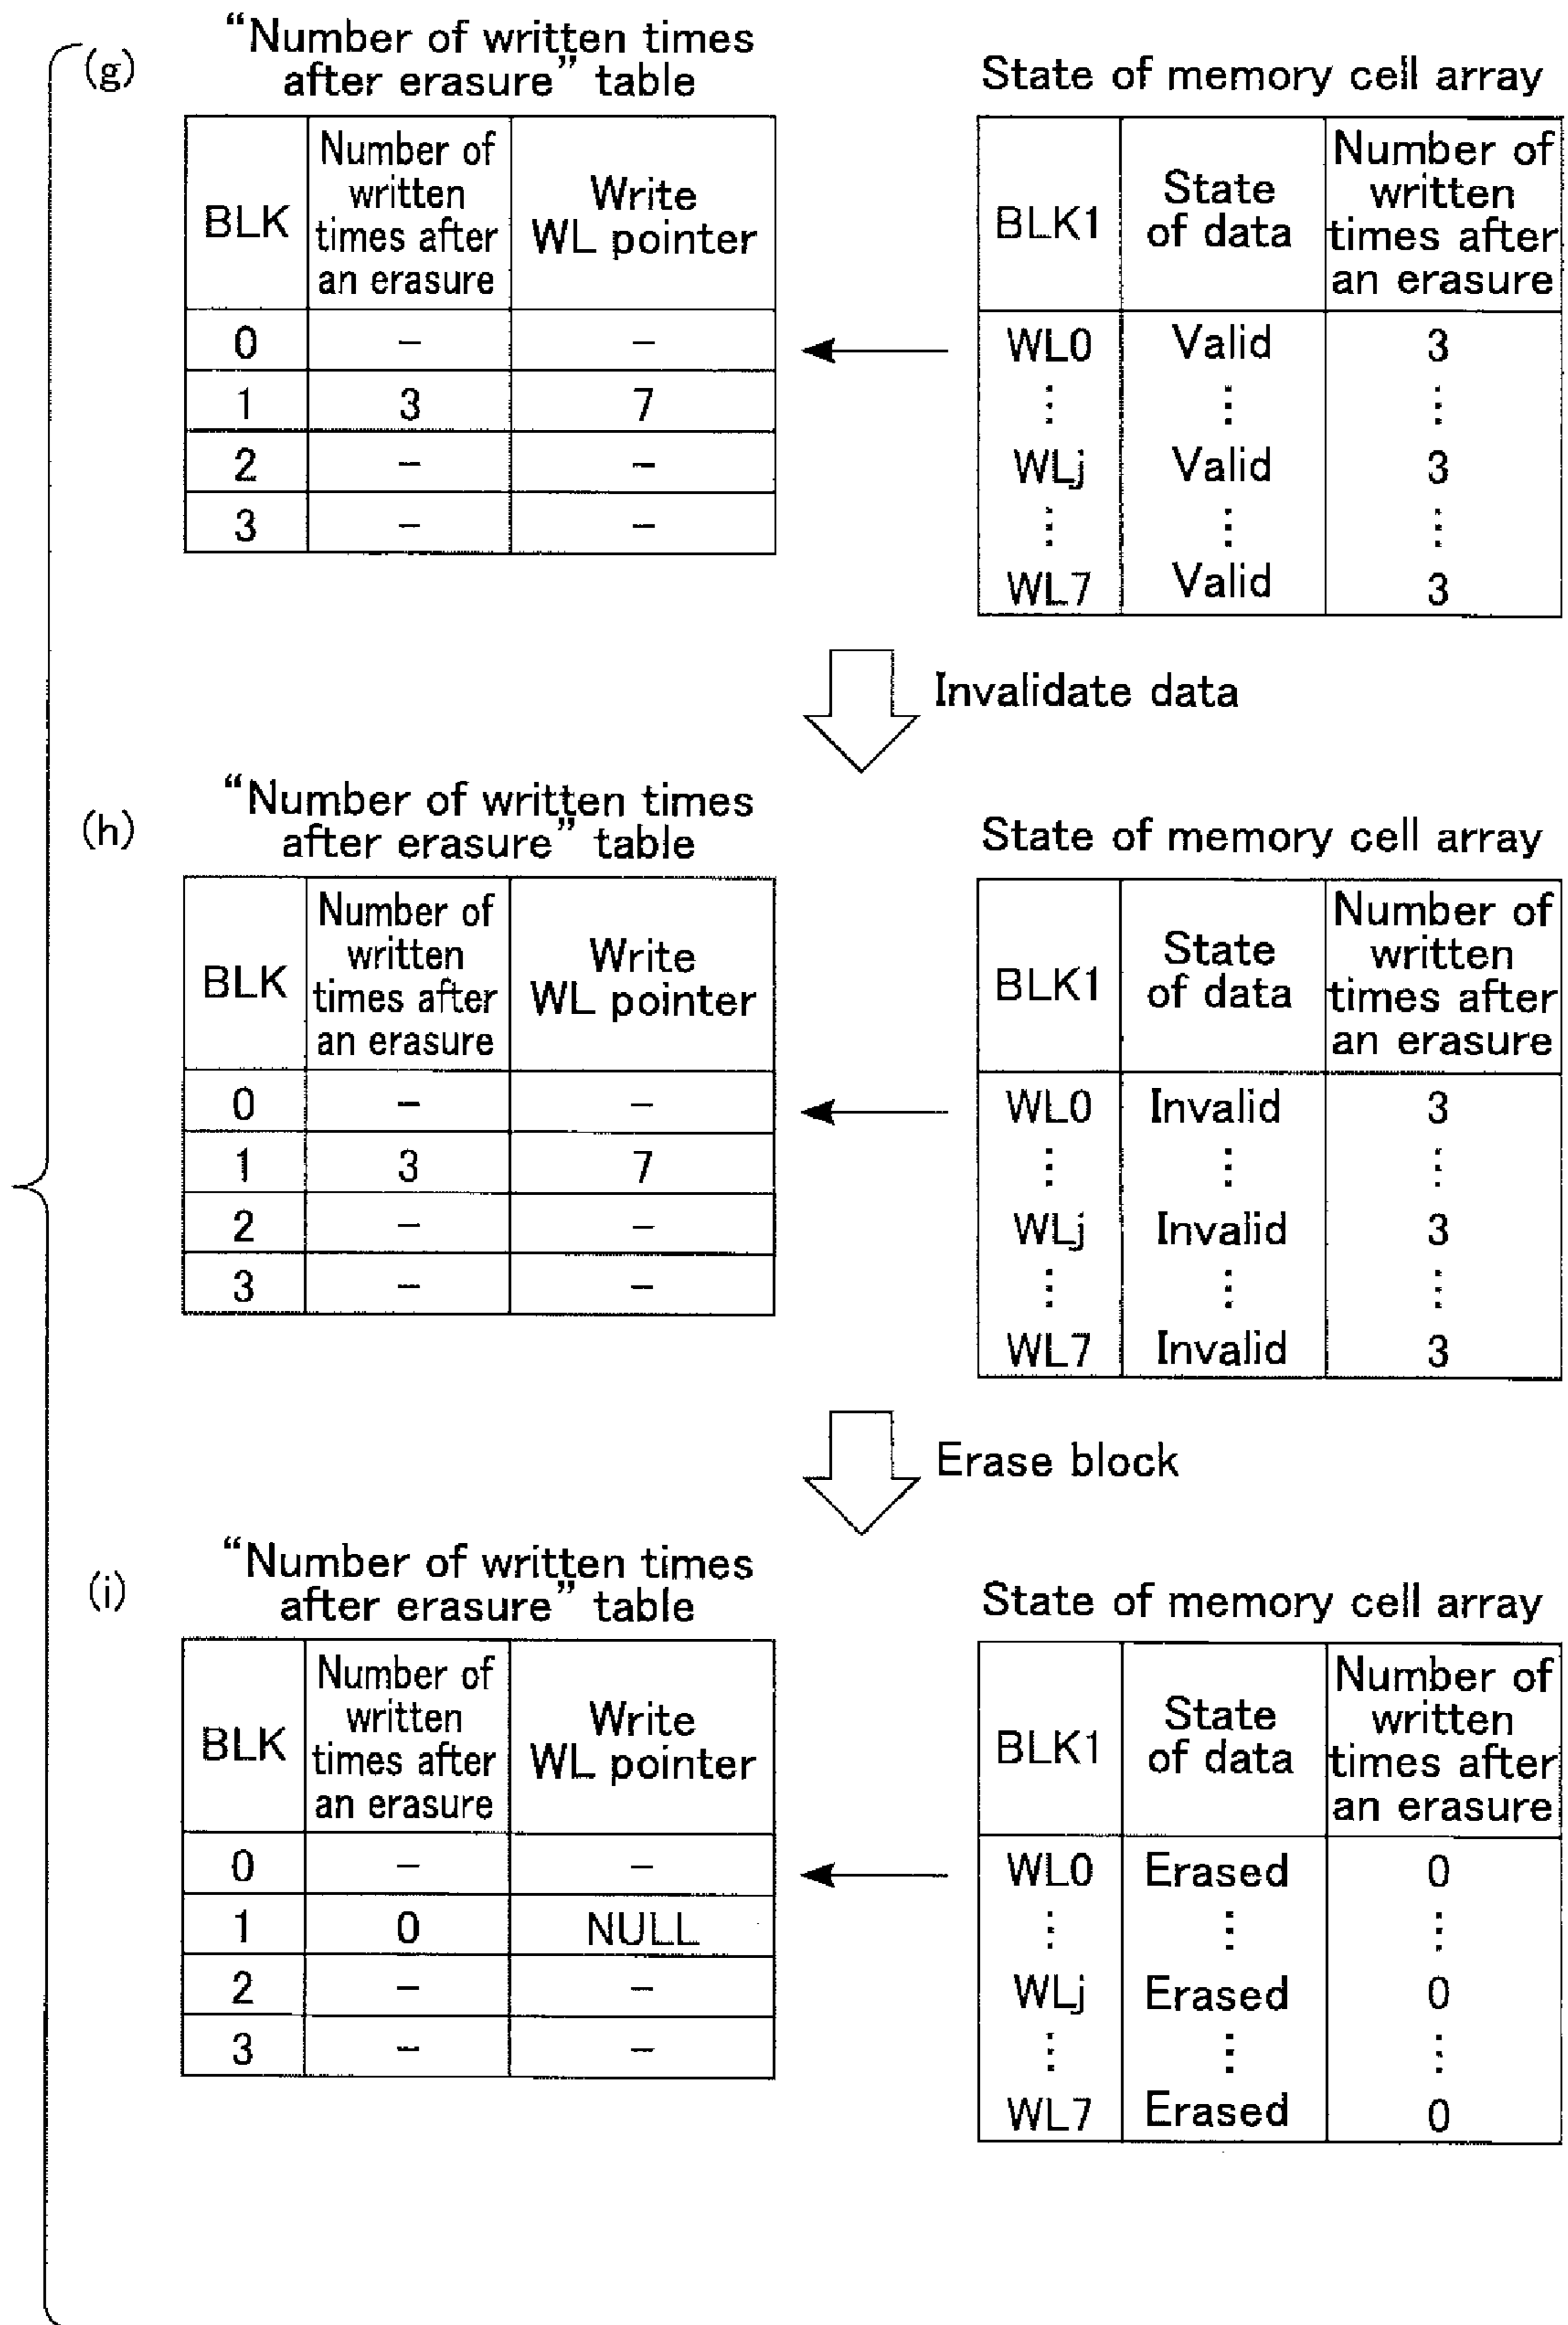 (g)
“Number of written times
after erasure” table
BLK
Number of
written
times after
an erasure
Write
WL pointer
0 – –
1 3 7
2 – –
3 – –
State of memory cell array
BLK1
State
of data
Number of
written
times after
an erasure
WL0 Valid 3
⋮ ⋮ ⋮
WLj Valid 3
⋮ ⋮ ⋮
WL7 Valid 3
Invalidate data
(h)
“Number of written times
after erasure” table
BLK
Number of
written
times after
an erasure
Write
WL pointer
0 – –
1 3 7
2 – –
3 – –
State of memory cell array
BLK1
State
of data
Number of
written
times after
an erasure
WL0 Invalid 3
⋮ ⋮ ⋮
WLj Invalid 3
⋮ ⋮ ⋮
WL7 Invalid 3
Erase block
(i)
“Number of written times
after erasure” table
BLK
Number of
written
times after
an erasure
Write
WL pointer
0 – –
1 0 NULL
2 – –
3 – –
State of memory cell array
BLK1
State
of data
Number of
written
times after
an erasure
WL0 Erased 0
⋮ ⋮ ⋮
WLj Erased 0
⋮ ⋮ ⋮
WL7 Erased 0